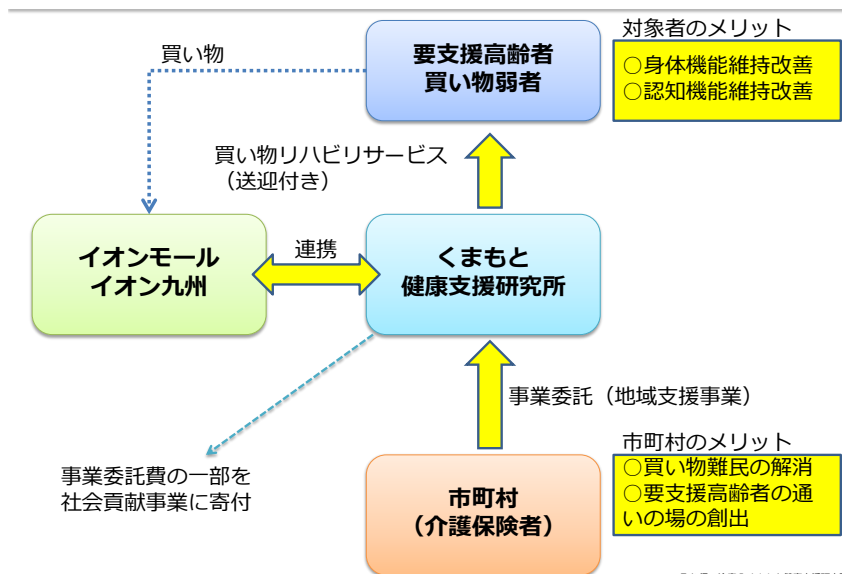 買い物
要支援高齢者
買い物弱者
対象者のメリット
○身体機能維持改善
○認知機能維持改善
買い物リハビリサービス
（送迎付き）
イオンモール
イオン九州
連携
くまもと
健康支援研究所
事業委託（地域支援事業）
事業委託費の一部を
社会貢献事業に寄付
市町村
（介護保険者）
市町村のメリット
○買い物難民の解消
○要支援高齢者の通
いの場の創出